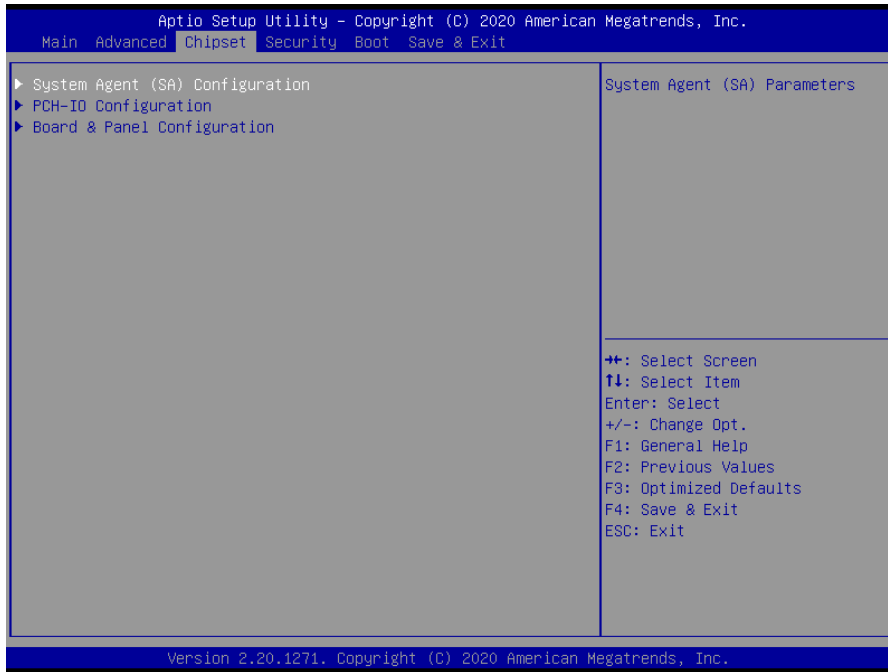 Aptio Setup Utility – Copyright (C) 2020 American Megatrends, Inc.
Main Advanced Chipset Security Boot Save & Exit
▶ System Agent (SA) Configuration
▶ PCH-IO Configuration
▶ Board & Panel Configuration
System Agent (SA) Parameters
→←: Select Screen
↑↓: Select Item
Enter: Select
+/-: Change Opt.
F1: General Help
F2: Previous Values
F3: Optimized Defaults
F4: Save & Exit
ESC: Exit
Version 2.20.1271. Copyright (C) 2020 American Megatrends, Inc.